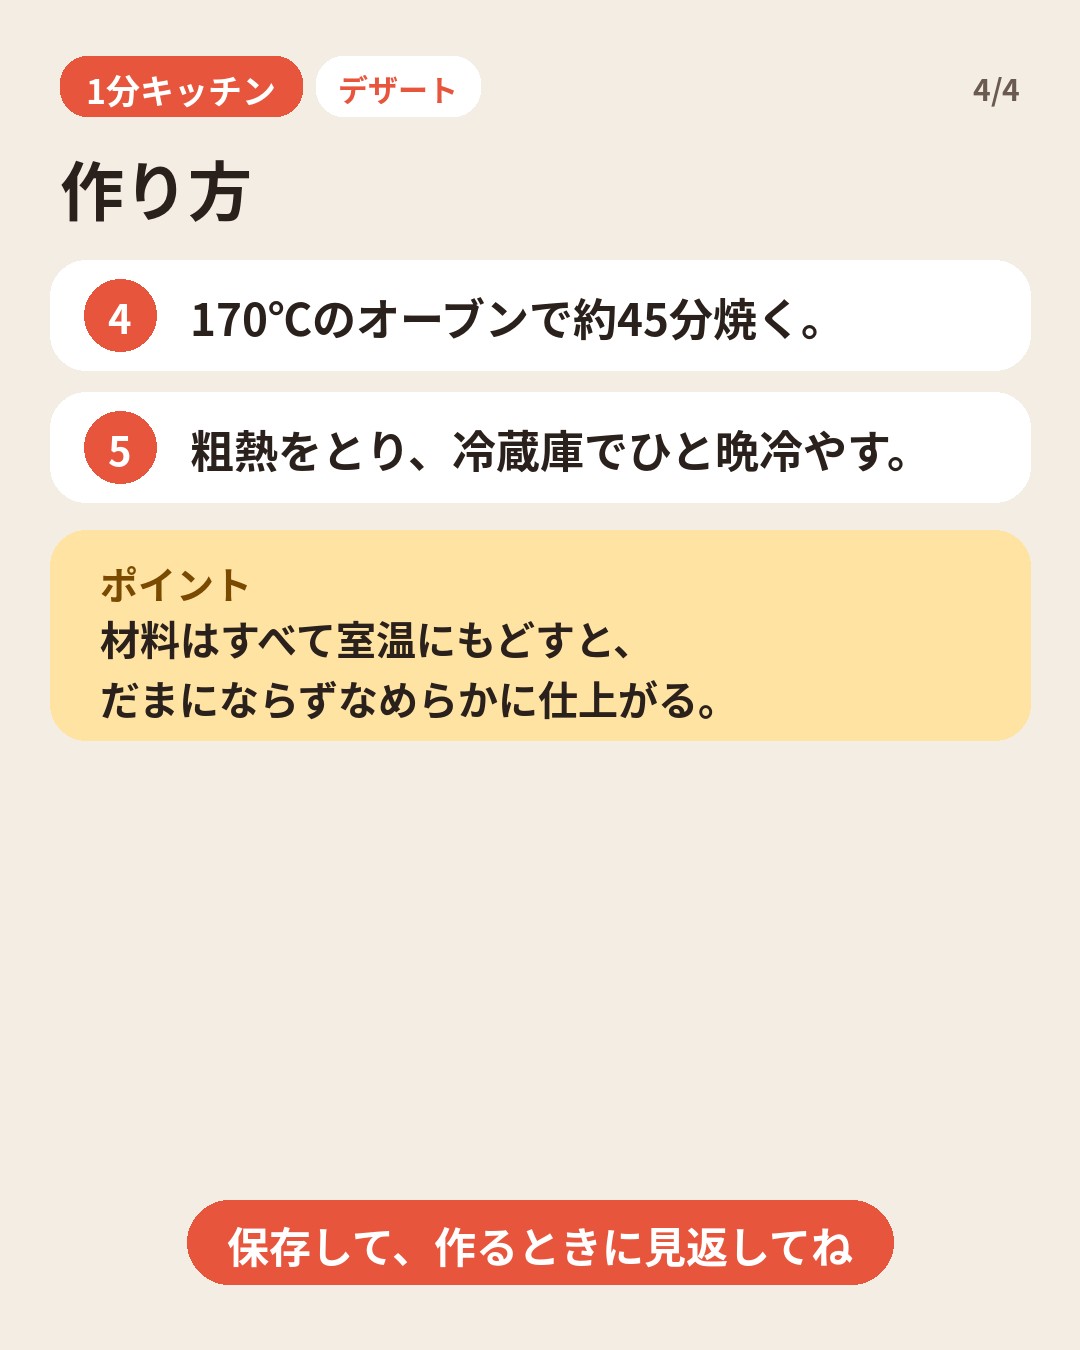 1分キッチン デザート 4/4
作り方
4 170℃のオーブンで約45分焼く。
5 粗熱をとり、冷蔵庫でひと晩冷やす。
ポイント
材料はすべて室温にもどすと、
だまにならずなめらかに仕上がる。
保存して、作るときに見返してね